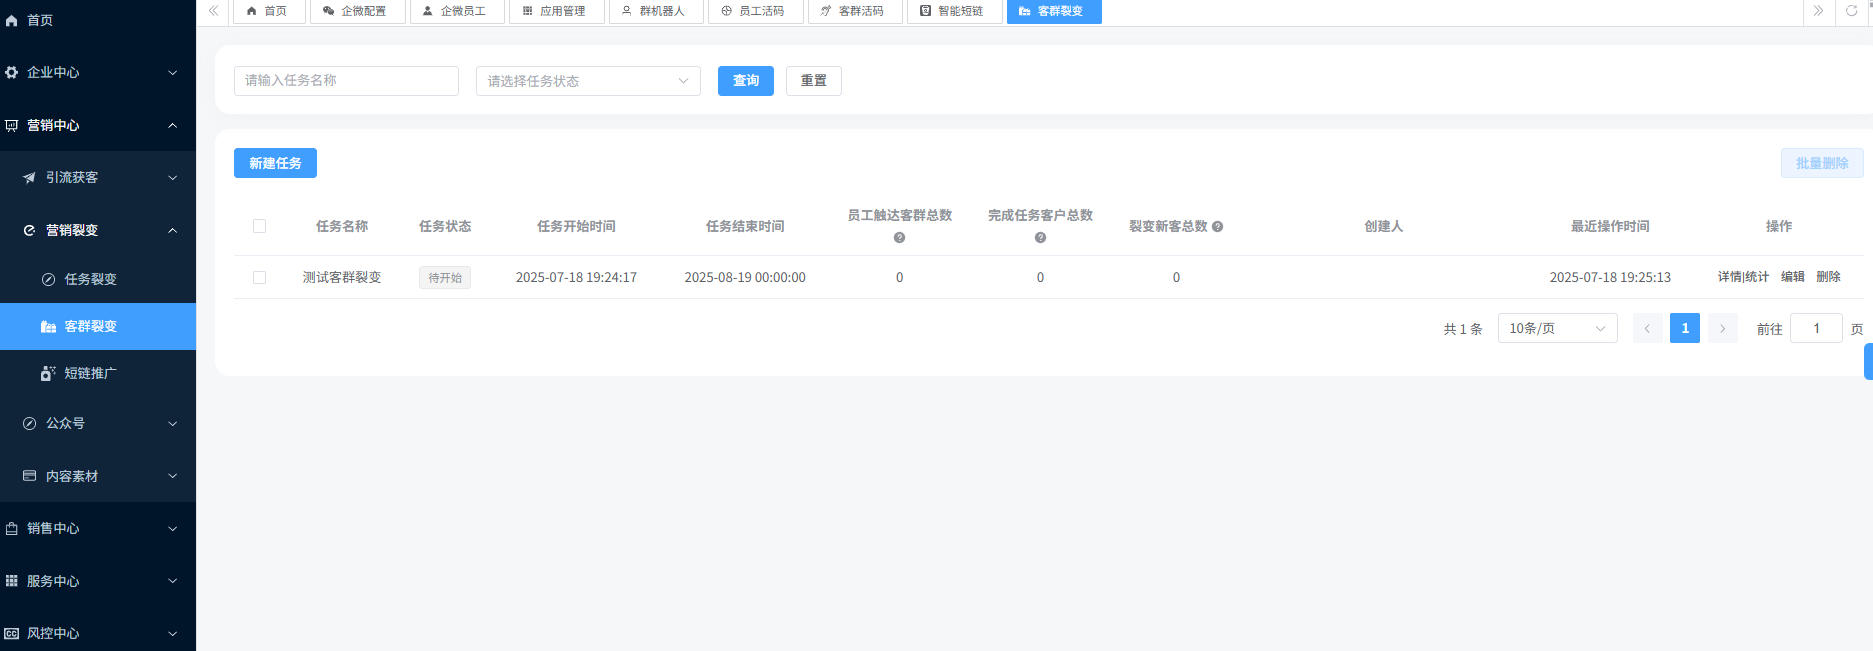 首页
企业中心
营销中心
引流获客
营销裂变
任务裂变
客群裂变
短链推广
公众号
内容素材
销售中心
服务中心
风控中心
首页 企微配置 企微员工 应用管理 群机器人 员工活码 客群活码 智能短链 客群裂变
请输入任务名称 请选择任务状态 查询 重置
新建任务 批量删除
任务名称 任务状态 任务开始时间 任务结束时间 员工触达客群总数 完成任务客户总数 裂变新客总数 创建人 最近操作时间 操作
测试客群裂变 待开始 2025-07-18 19:24:17 2025-08-19 00:00:00 0 0 0 2025-07-18 19:25:13 详情|统计 编辑 删除
共 1 条 10条/页 1 前往 1 页